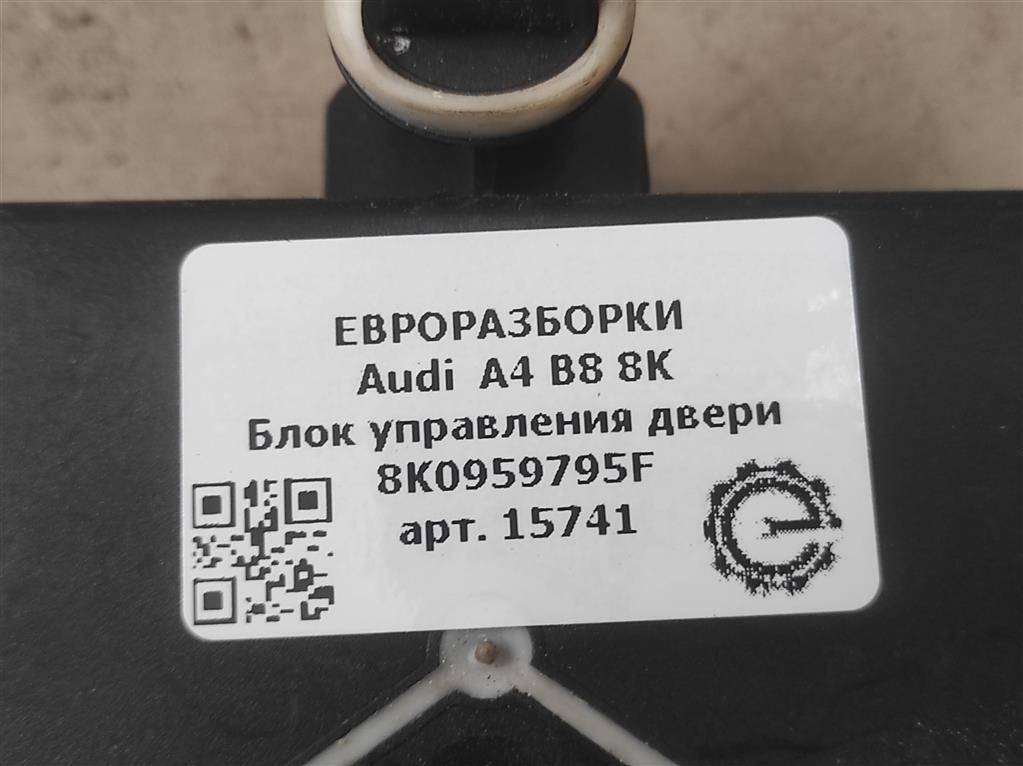 ЕВРОРАЗБОРКИ
Audi A4 B8 8K
Блок управления двери
8K0959795F
арт. 15741